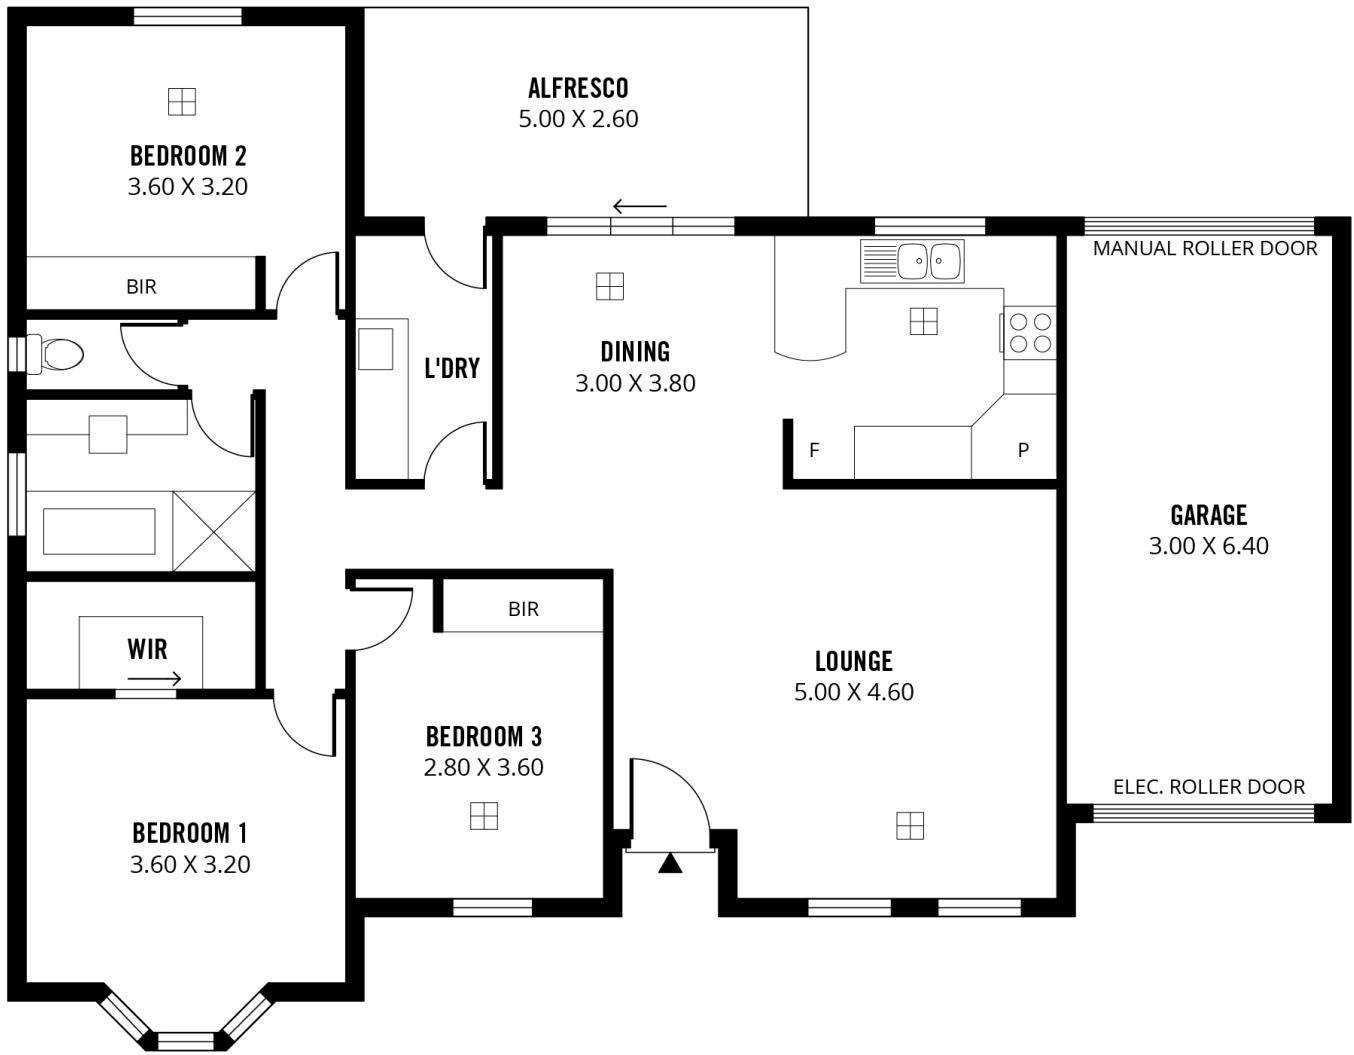 ALFRESCO
5.00 X 2.60
BEDROOM 2
3.60 X 3.20
BIR
MANUAL ROLLER DOOR
L'DRY
DINING
3.00 X 3.80
F
P
GARAGE
3.00 X 6.40
WIR
BIR
LOUNGE
5.00 X 4.60
BEDROOM 3
2.80 X 3.60
ELEC. ROLLER DOOR
BEDROOM 1
3.60 X 3.20